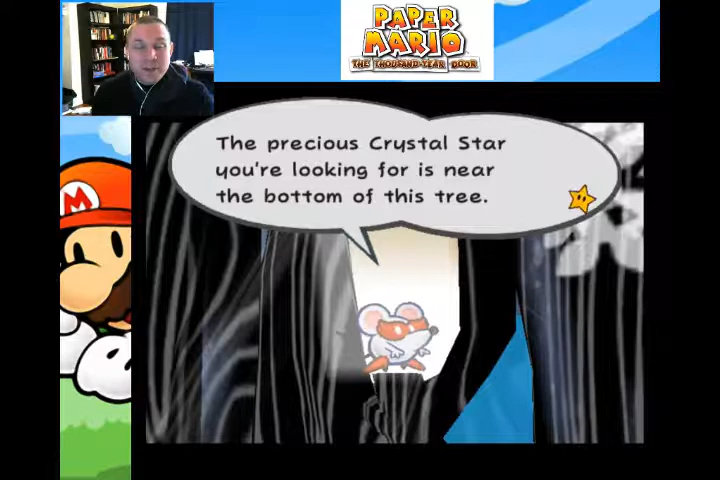 PAPER
MARIO
THE THOUSAND-YEAR DOOR
The precious Crystal Star
you're looking for is near
the bottom of this tree.
M